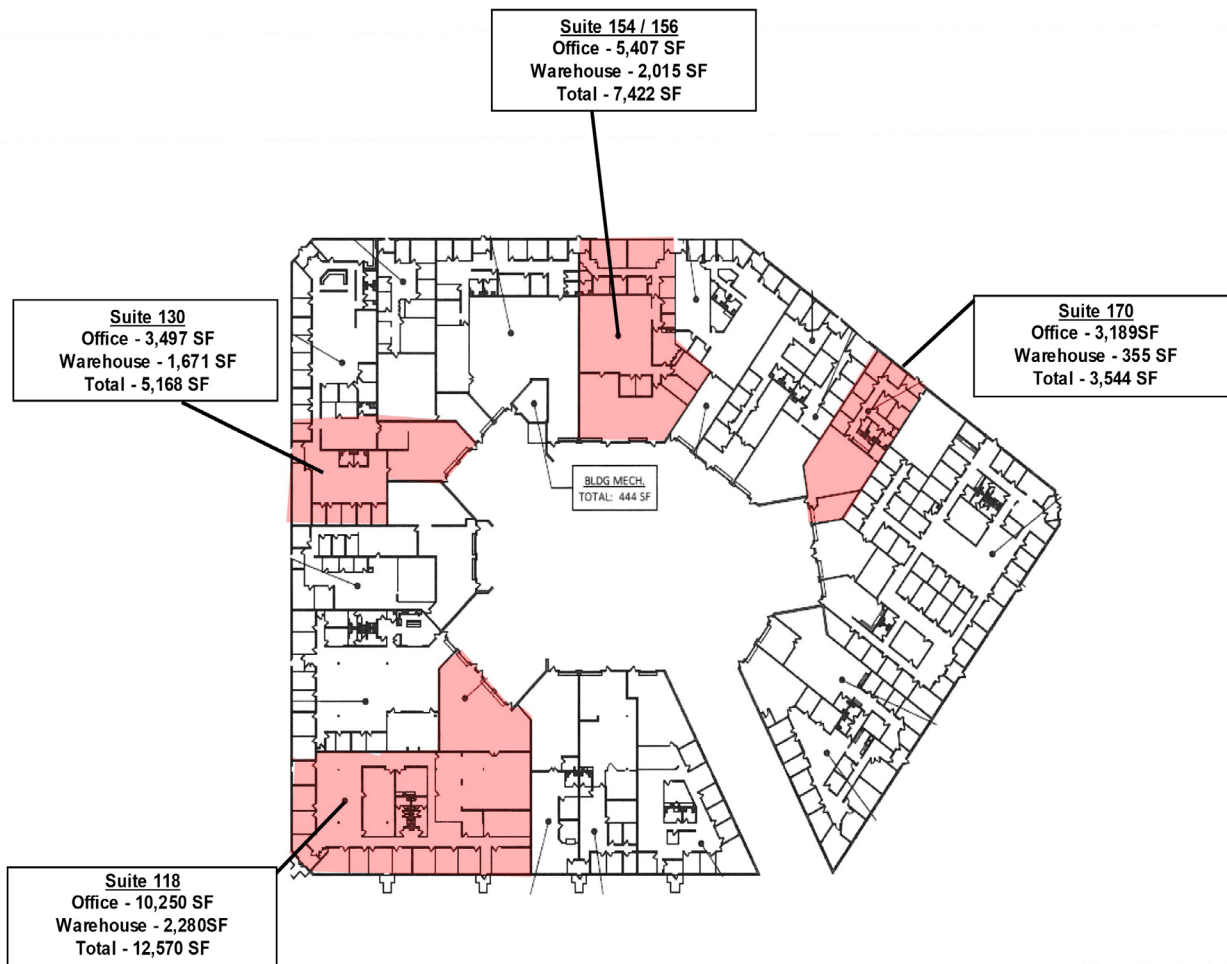 Suite 154 / 156
Office - 5,407 SF
Warehouse - 2,015 SF
Total - 7,422 SF
Suite 130
Office - 3,497 SF
Warehouse - 1,671 SF
Total - 5,168 SF
Suite 170
Office - 3,189SF
Warehouse - 355 SF
Total - 3,544 SF
BLDG MECH.
TOTAL: 444 SF
Suite 118
Office - 10,250 SF
Warehouse - 2,280SF
Total - 12,570 SF